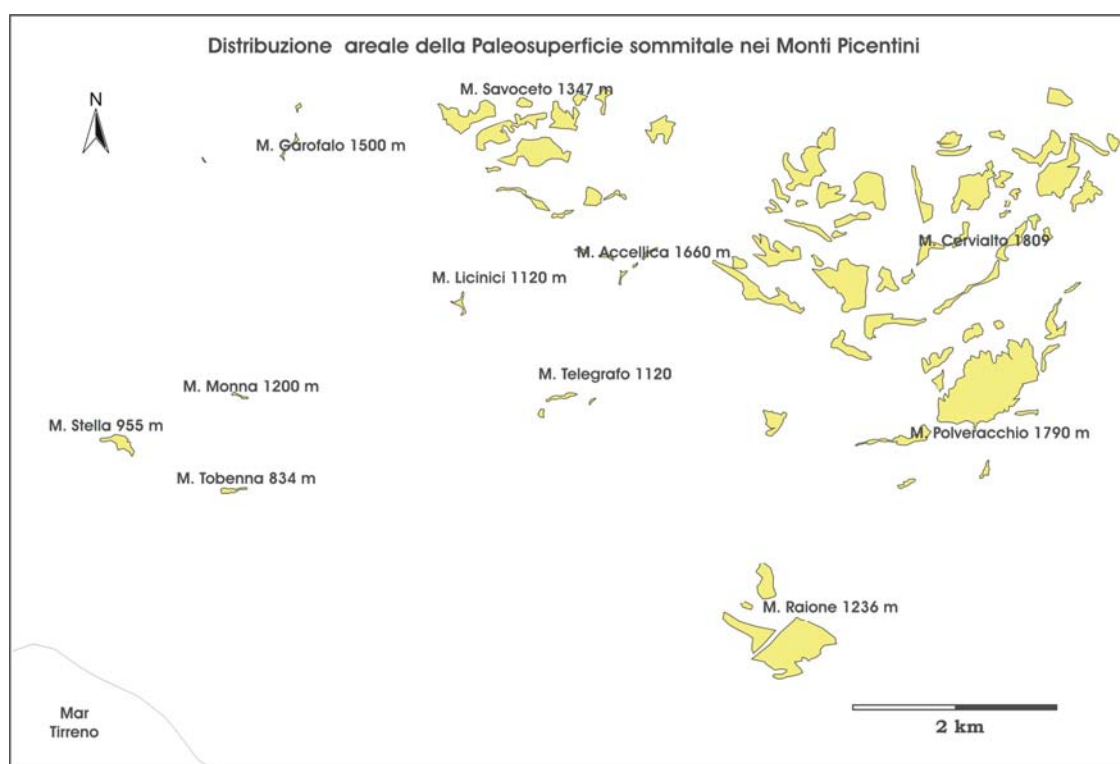 Distribuzione areale della Paleosuperficie sommitale nei Monti Picentini
N
M. Savoceto 1347 m
M. Garofalo 1500 m
M. Cervialto 1809
M. Accellica 1660 m
M. Licinici 1120 m
M. Telegrafo 1120
M. Monna 1200 m
M. Stella 955 m
M. Polveracchio 1790 m
M. Tobenna 834 m
M. Raione 1236 m
Mar
Tirreno
2 km